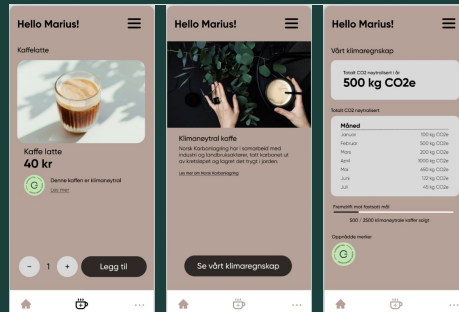 Hello Marius!
Kaffelatte
Kaffe latte
40 kr
G
Denne kaffen er klimanøytral
Les mer
- 1 +
Legg til
Hello Marius!
Klimanøytral kaffe
Norsk Karbonlagring har i samarbeid med
industri og landbruksaktører, tatt karbonet ut
av kretsløpet og lagret det trygt i jorden.
Les mer om Norsk Karbonlagring
Se vårt klimaregnskap
Hello Marius!
Vårt klimaregnskap
Totalt CO2 nøytralisert i år
500 kg CO2e
Totalt CO2 nøytralisert
Måned
Januar 100 kg CO2e
Februar 500 kg CO2e
Mars 200 kg CO2e
April 1000 kg CO2e
Mai 650 kg CO2e
Juni 172 kg CO2e
Juli 45 kg CO2e
Fremdrift mot fastsatt mål
500 / 2500 klimanøytrale kaffer solgt
Oppnådde merker
G